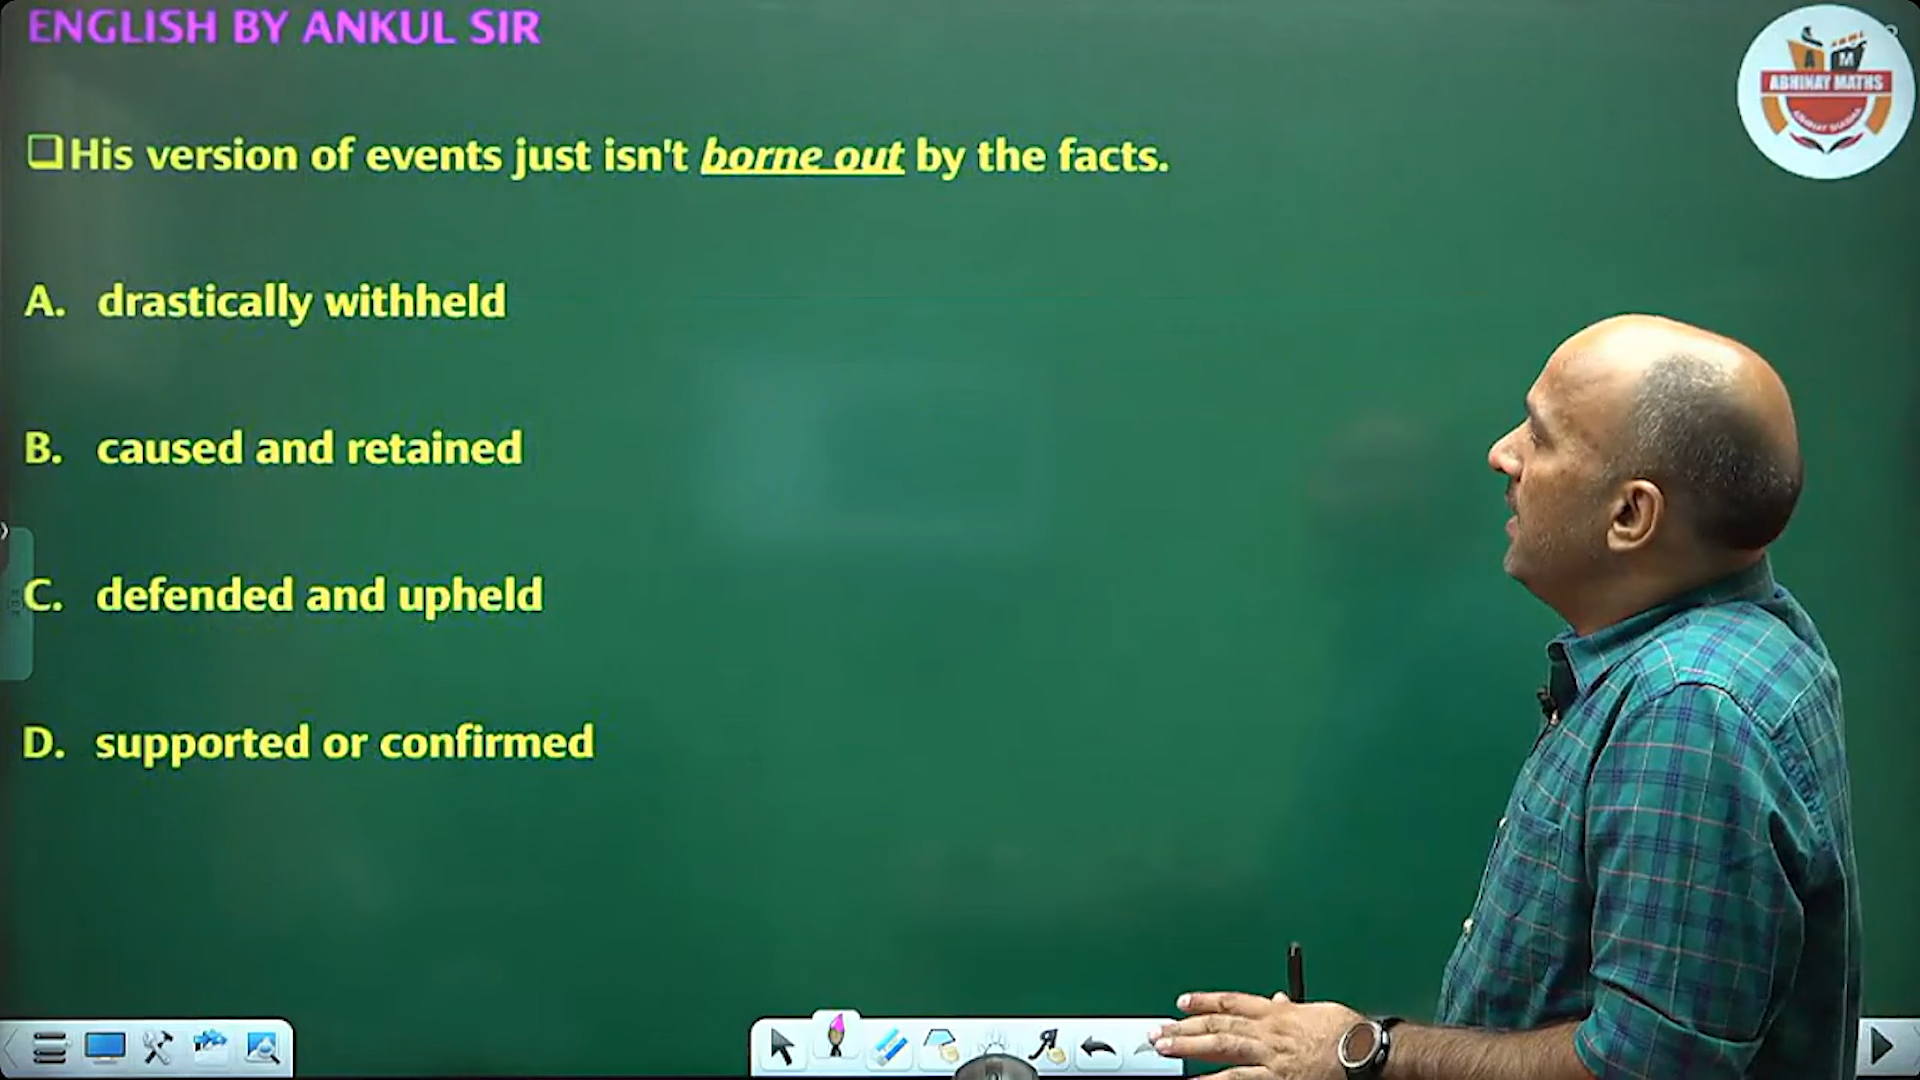 ENGLISH BY ANKUL SIR
His version of events just isn't borne out by the facts.
A. drastically withheld
B. caused and retained
C. defended and upheld
D. supported or confirmed
A M
ABHINAY MATHS